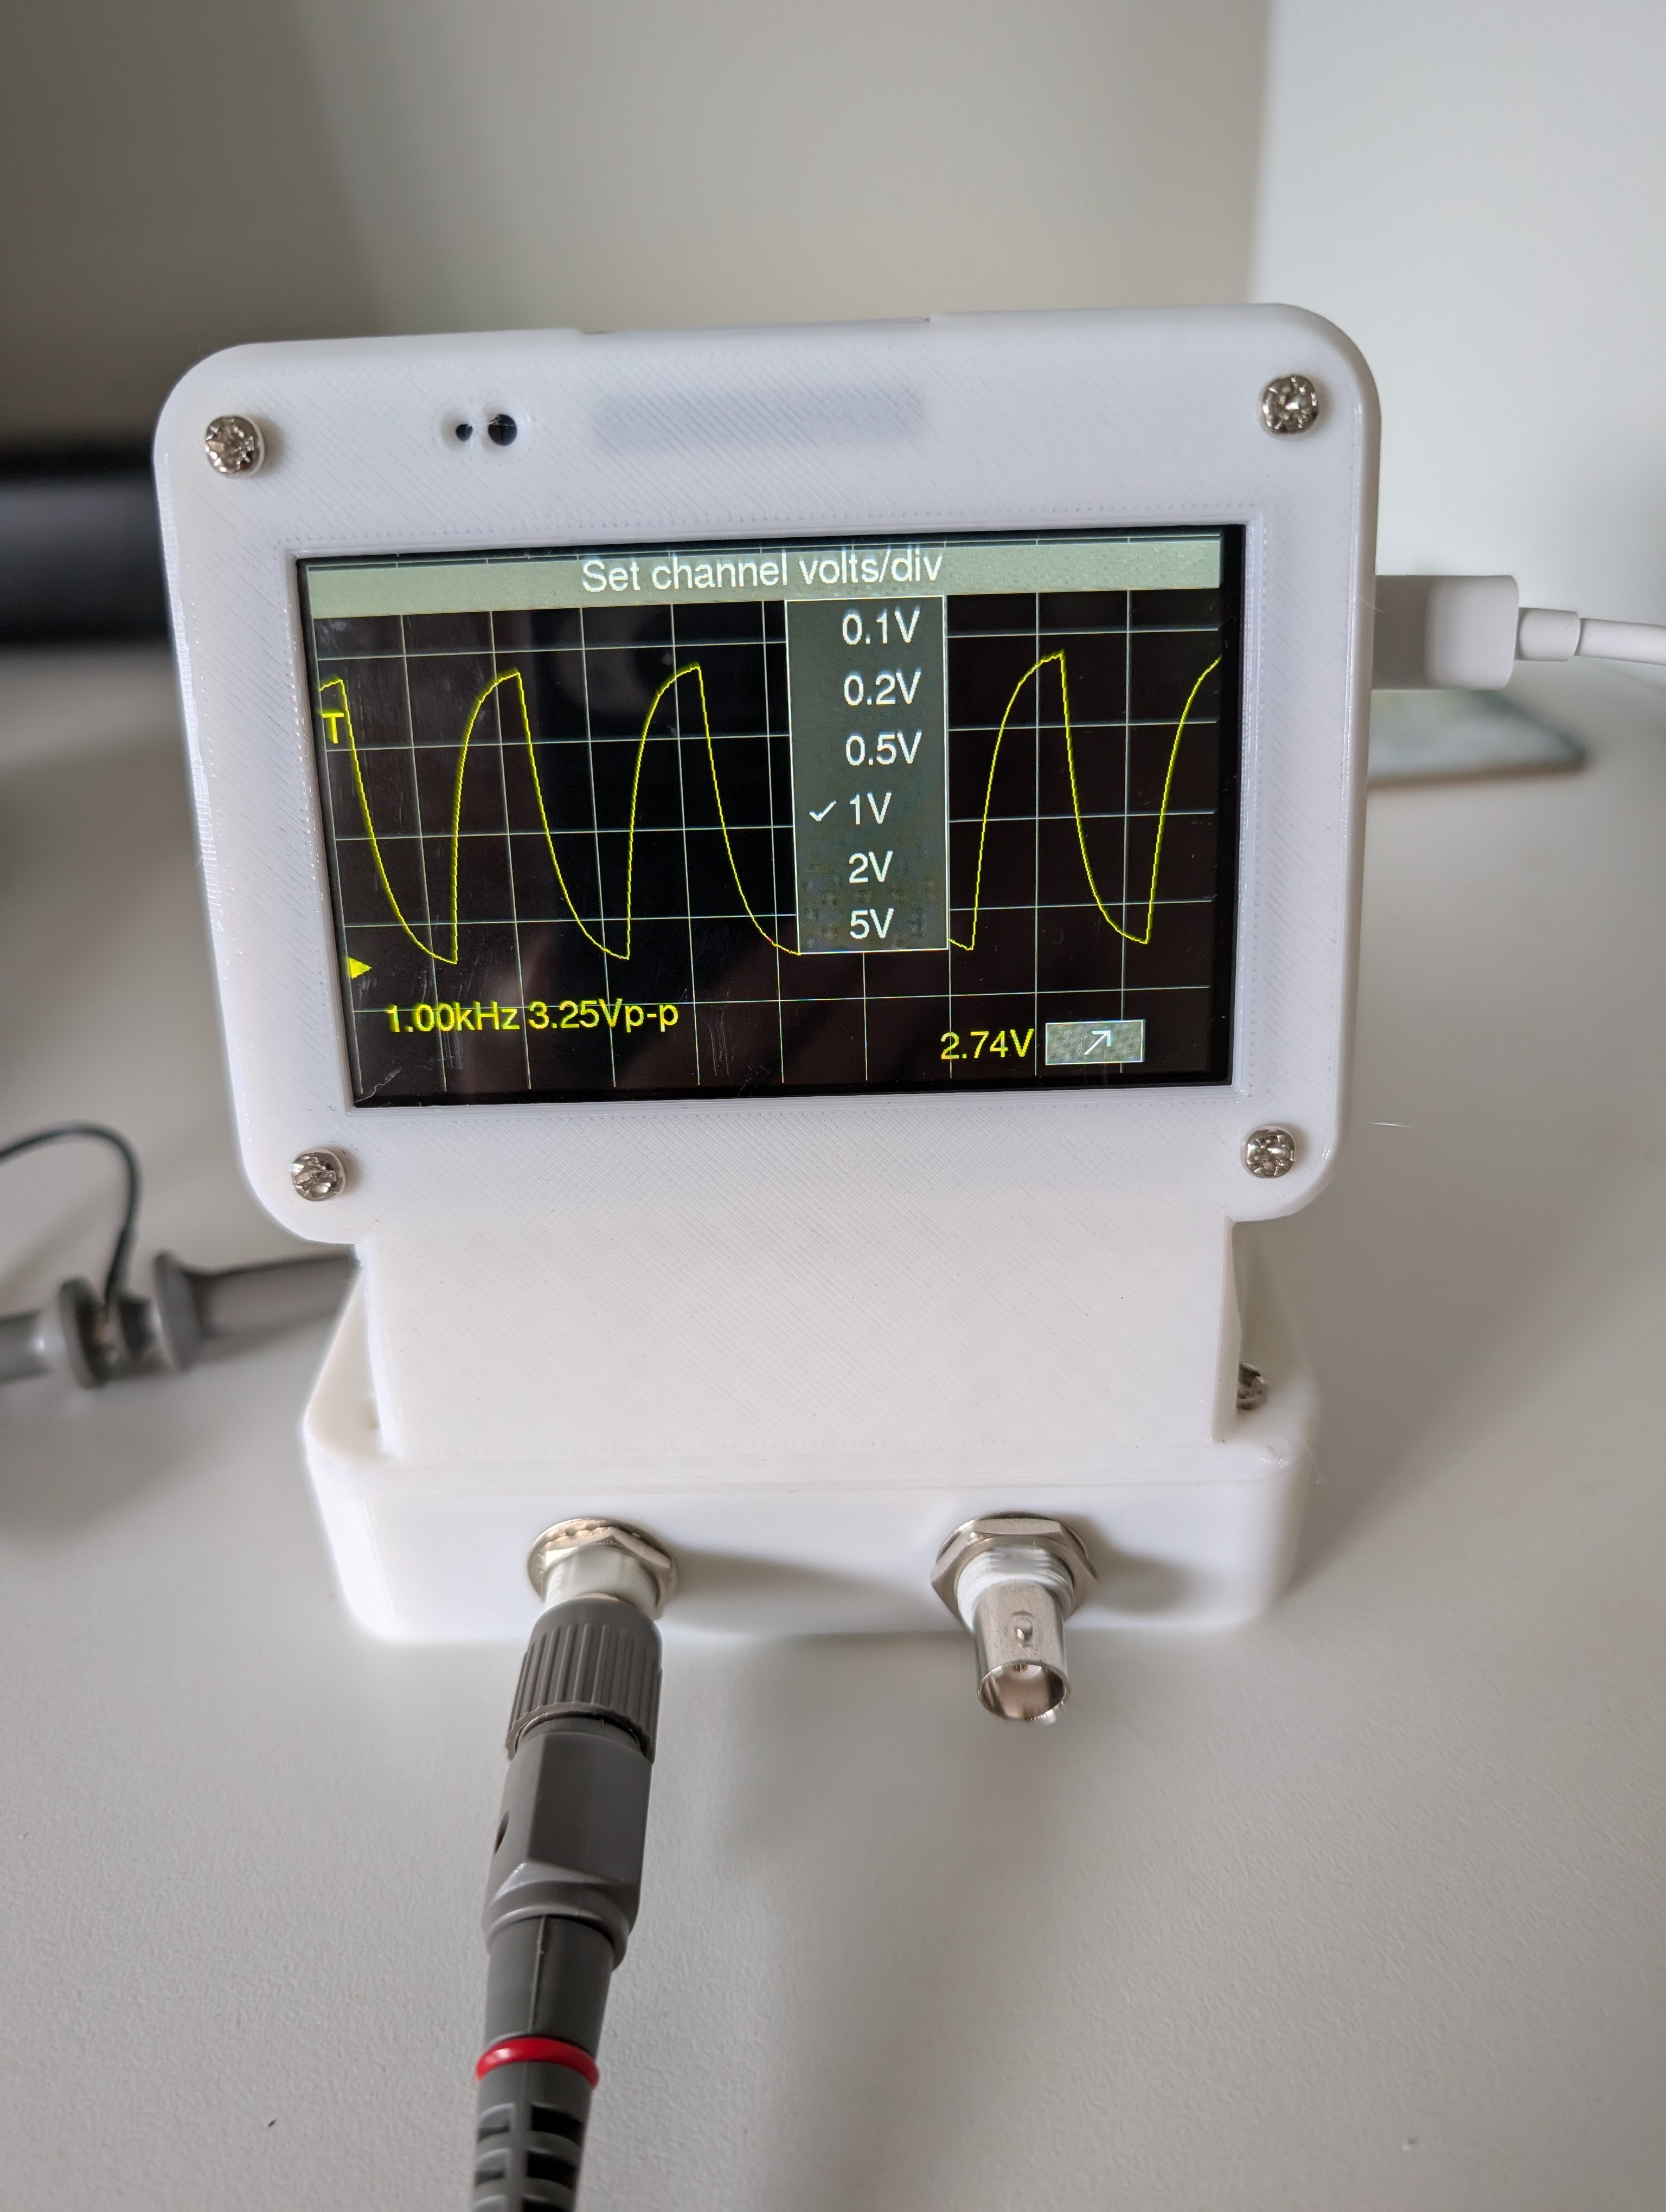 Set channel volts/div
0.1V
0.2V
0.5V
✓ 1V
2V
5V
T
1.00kHz 3.25Vp-p
2.74V ↗